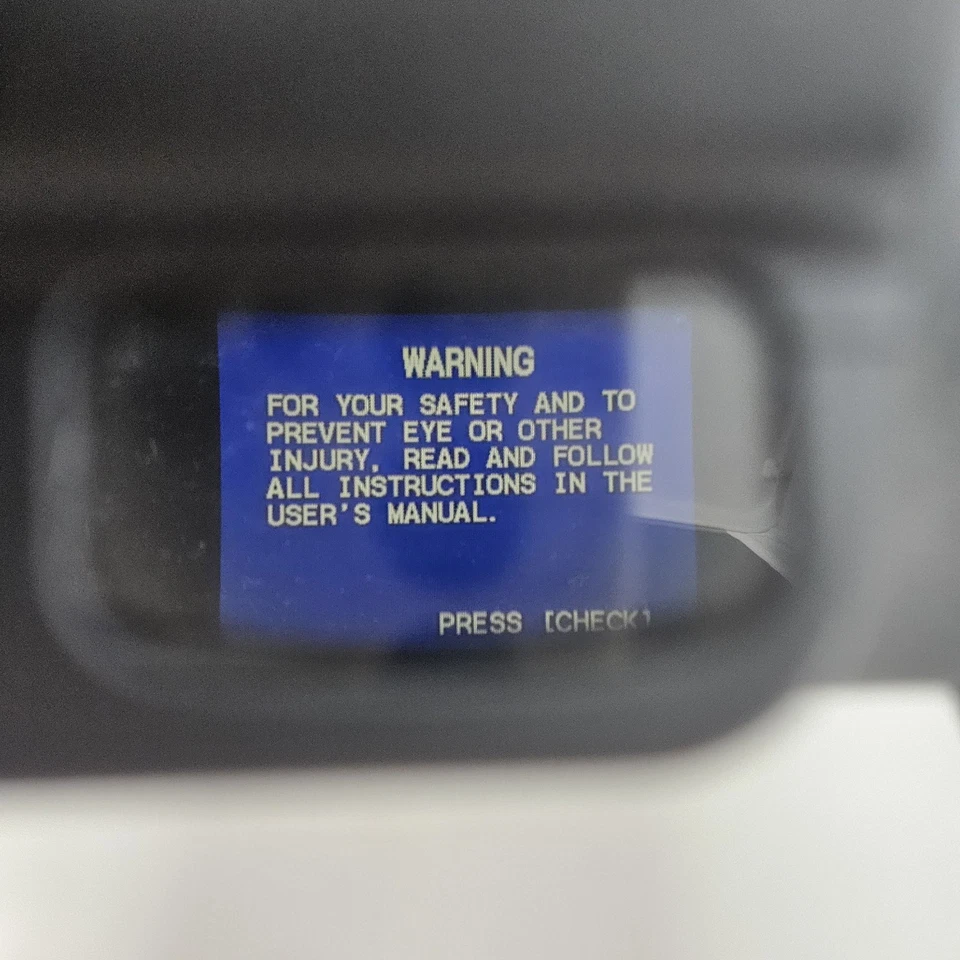 WARNING
FOR YOUR SAFETY AND TO
PREVENT EYE OR OTHER
INJURY, READ AND FOLLOW
ALL INSTRUCTIONS IN THE
USER'S MANUAL.
PRESS [CHECK]